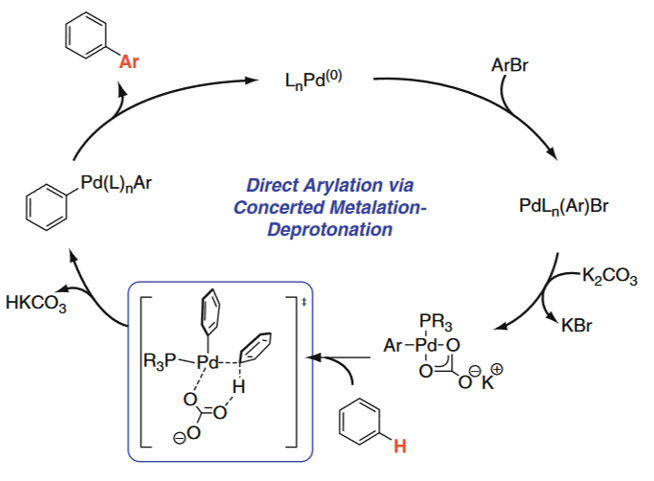 Ar
LₙPd⁽⁰⁾
ArBr
Pd(L)ₙAr
Direct Arylation via
Concerted Metalation-
Deprotonation
PdLₙ(Ar)Br
K₂CO₃
HKCO₃
KBr
‡
PR₃
R₃P Pd
Ar Pd O
H
O
O
O
O
O K ⊕
⊖
⊖O
H